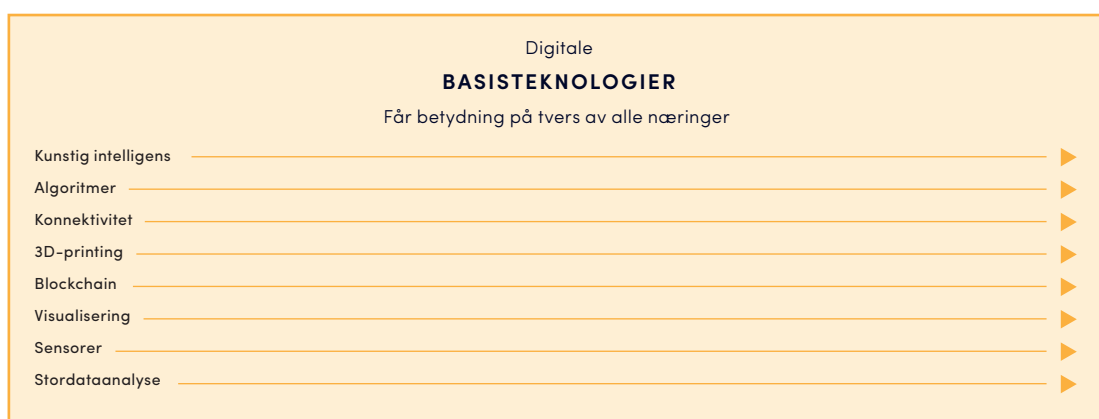 Digitale
BASISTEKNOLOGIER
Får betydning på tvers av alle næringer
Kunstig intelligens
Algoritmer
Konnektivitet
3D-printing
Blockchain
Visualisering
Sensorer
Stordataanalyse